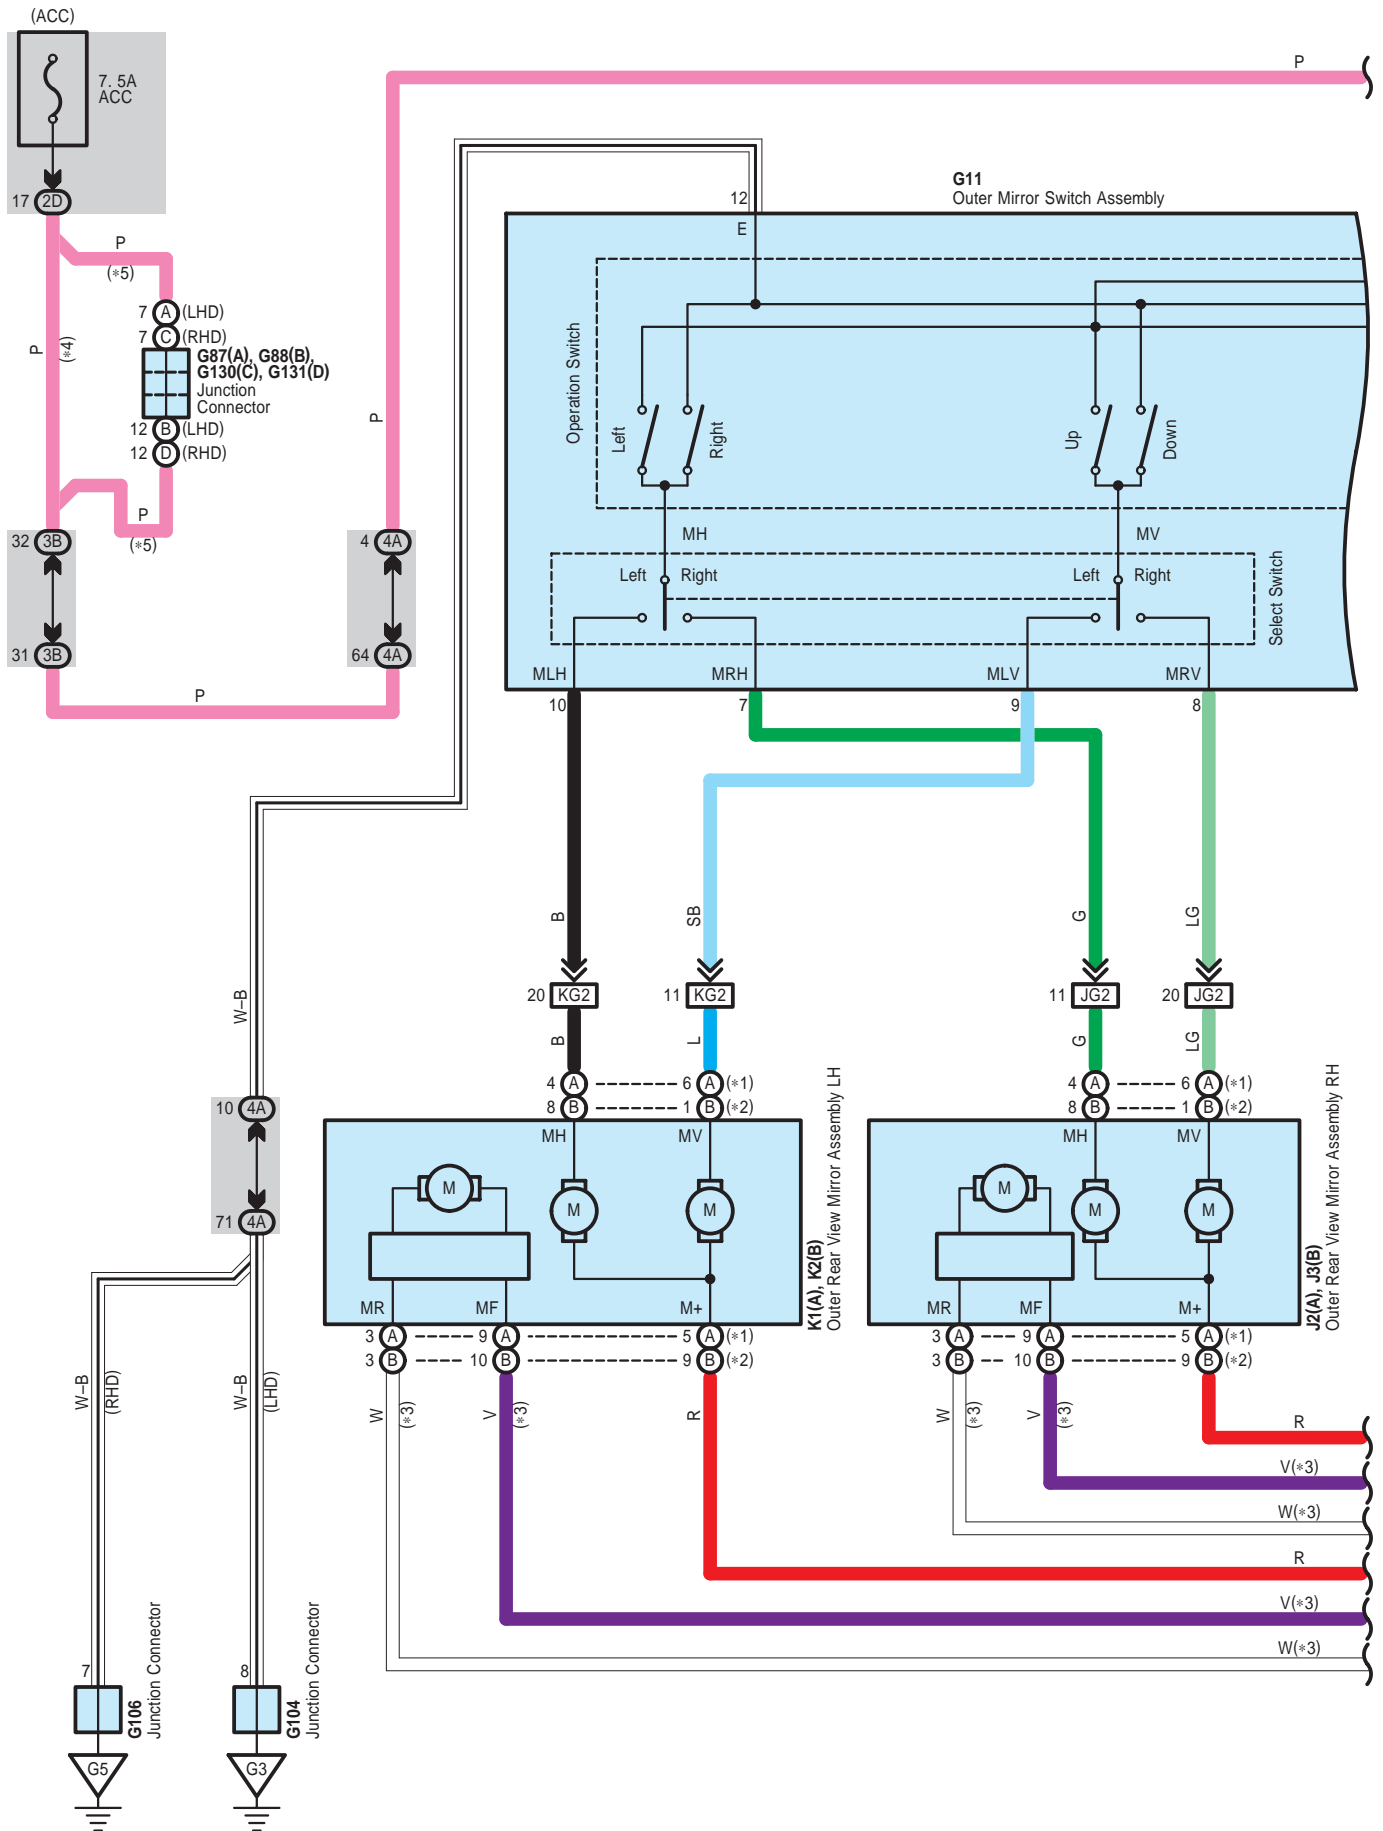 (ACC)
7. 5A
ACC
17 2D
P
(*5)
7 A (LHD)
7 C (RHD)
P
(*4)
G87(A), G88(B),
G130(C), G131(D)
Junction
Connector
12 B (LHD)
12 D (RHD)
P
(*5)
32 3B
31 3B
P
P
4 4A
64 4A
P
G11
Outer Mirror Switch Assembly
12
E
Operation Switch
Left
Right
Up
Down
MH
MV
Left Right
Left Right
Select Switch
MLH
MRH
MLV
MRV
10
7
9
8
B
SB
G
LG
20 KG2
11 KG2
11 JG2
20 JG2
B
L
G
LG
W–B
10 4A
71 4A
4 A 6 A (*1)
8 B 1 B (*2)
MH
MV
M
M
M
MR
MF
M+
3 A 9 A 5 A (*1)
3 B 10 B 9 B (*2)
K1(A), K2(B)
Outer Rear View Mirror Assembly LH
4 A 6 A (*1)
8 B 1 B (*2)
MH
MV
M
M
M
MR
MF
M+
3 A 9 A 5 A (*1)
3 B 10 B 9 B (*2)
J2(A), J3(B)
Outer Rear View Mirror Assembly RH
W–B
(RHD)
W–B
(LHD)
W
(*3)
V
(*3)
R
W
(*3)
V
(*3)
R
V(*3)
W(*3)
R
V(*3)
W(*3)
7
G106
Junction Connector
8
G104
Junction Connector
G5
G3